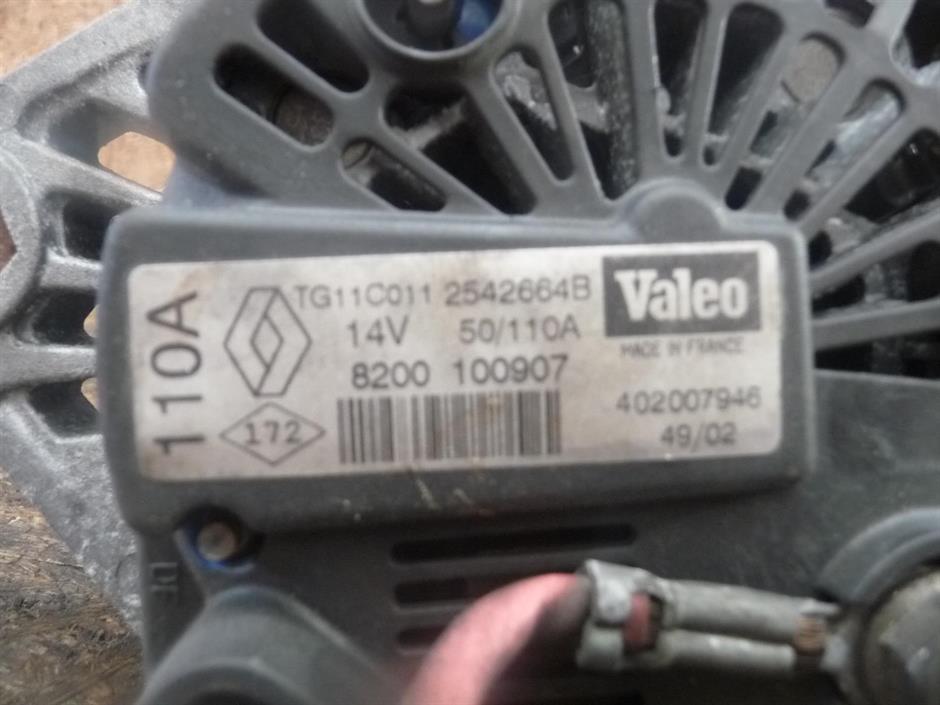 110A
TG11C011 2542664B
14V 50/110A
8200 100907
172
Valeo
MADE IN FRANCE
402007946
49/02